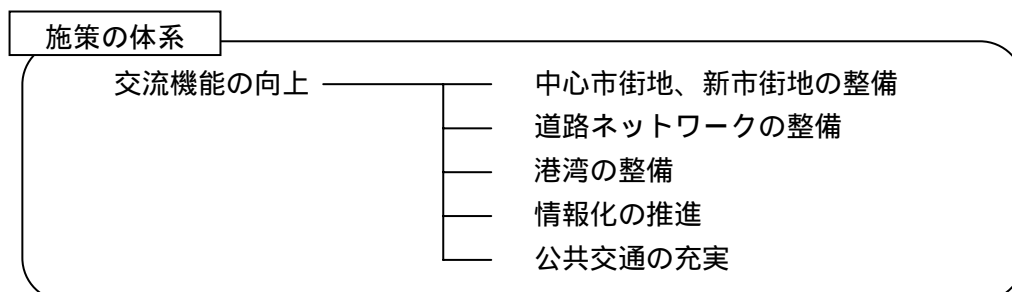 施策の体系
交流機能の向上 中心市街地、新市街地の整備
道路ネットワークの整備
港湾の整備
情報化の推進
公共交通の充実